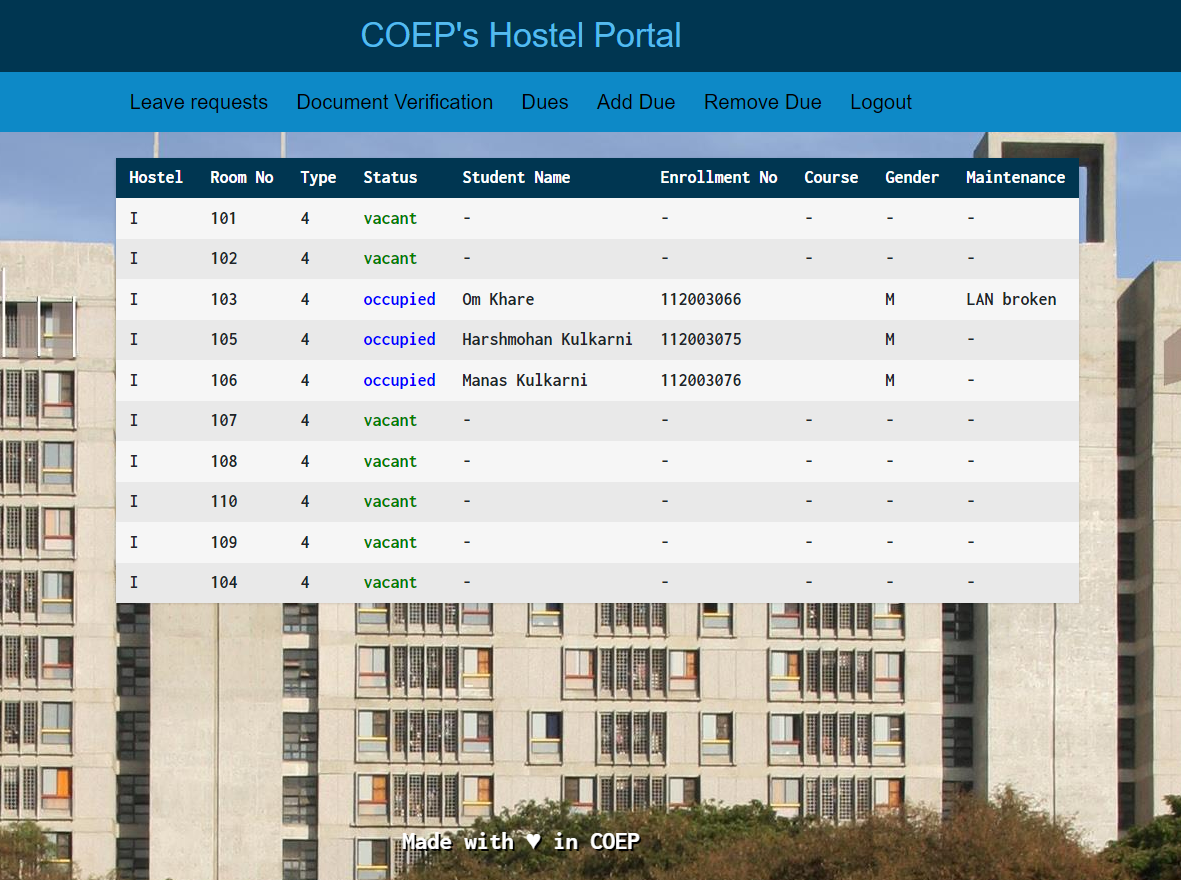 COEP's Hostel Portal
Leave requests Document Verification Dues Add Due Remove Due Logout
Hostel Room No Type Status Student Name Enrollment No Course Gender Maintenance
I 101 4 vacant - - - - -
I 102 4 vacant - - - - -
I 103 4 occupied Om Khare 112003066 M LAN broken
I 105 4 occupied Harshmohan Kulkarni 112003075 M -
I 106 4 occupied Manas Kulkarni 112003076 M -
I 107 4 vacant - - - - -
I 108 4 vacant - - - - -
I 110 4 vacant - - - - -
I 109 4 vacant - - - - -
I 104 4 vacant - - - - -
Made with ♥ in COEP